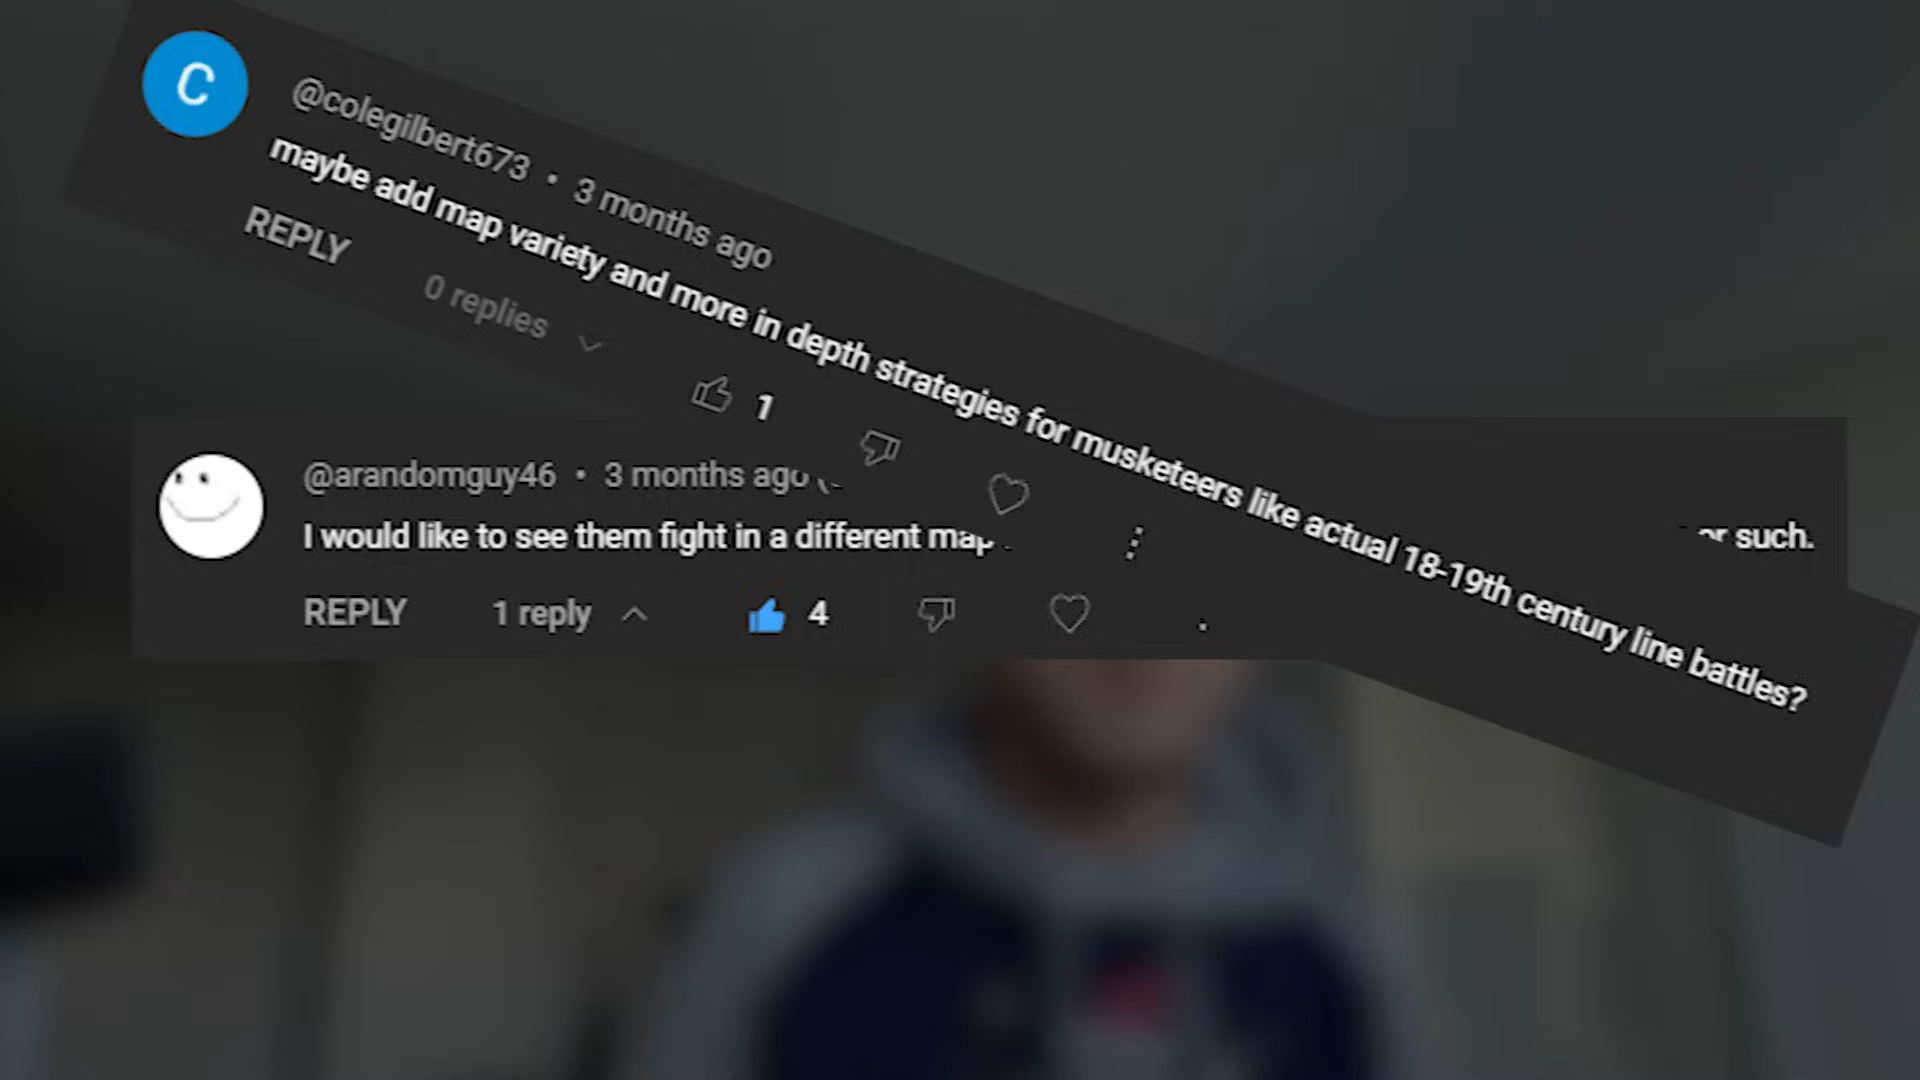 C
@colegilbert673 • 3 months ago
maybe add map variety and more in depth strategies for musketeers like actual 18-19th century line battles?
REPLY 0 replies 1
@arandomguy46 • 3 months ago
I would like to see them fight in a different map or such.
REPLY 1 reply 4